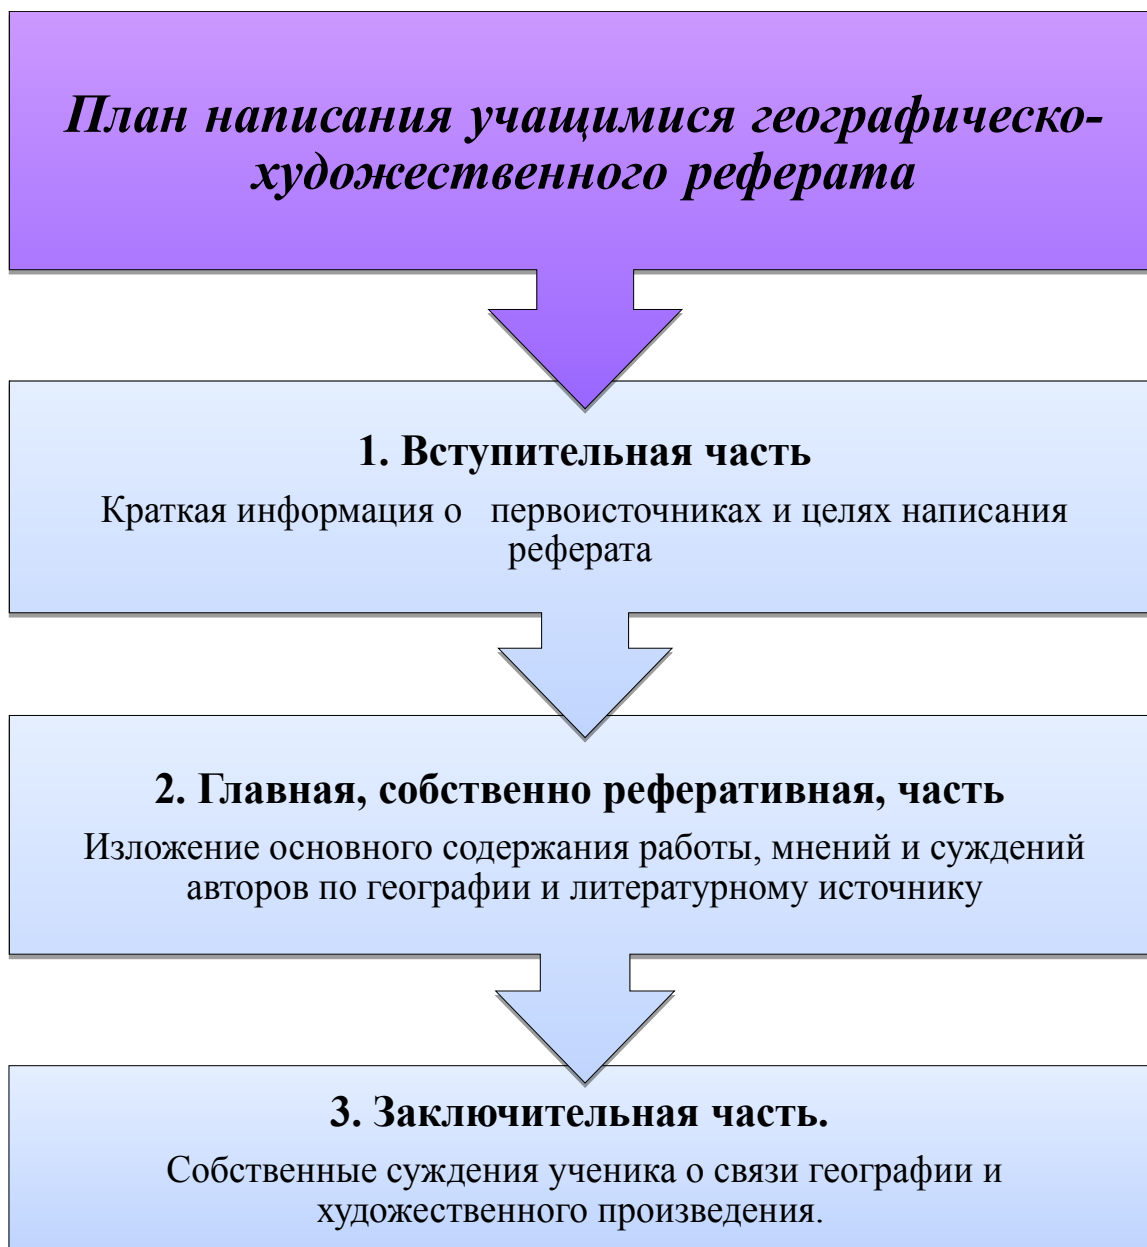 План написания учащимися географическо-
художественного реферата
1. Вступительная часть
Краткая информация о   первоисточниках и целях написания
реферата
2. Главная, собственно реферативная, часть
Изложение основного содержания работы, мнений и суждений
авторов по географии и литературному источнику
3. Заключительная часть.
Собственные суждения ученика о связи географии и
художественного произведения.